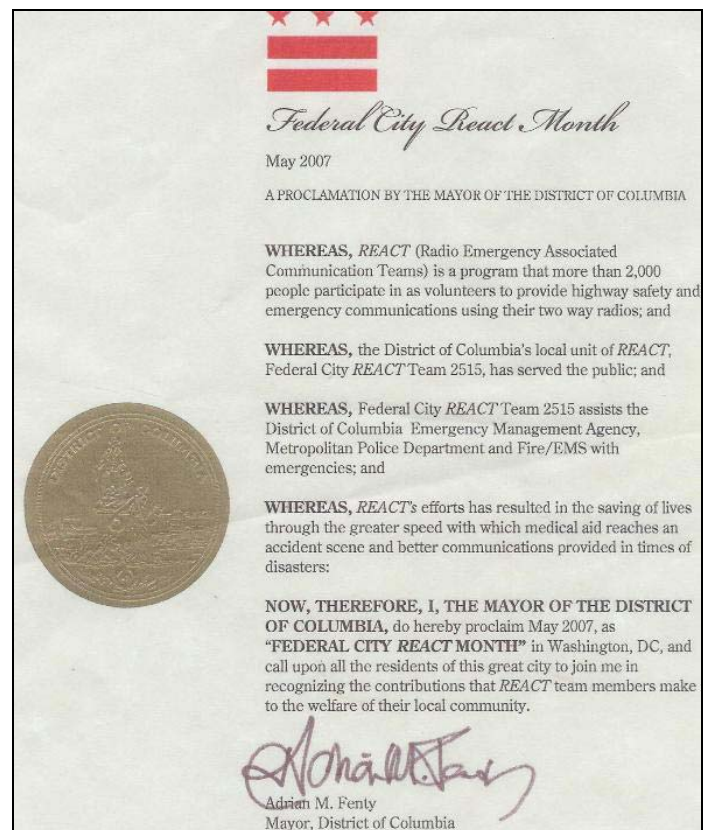 Federal City React Month
May 2007
A PROCLAMATION BY THE MAYOR OF THE DISTRICT OF COLUMBIA
WHEREAS, REACT (Radio Emergency Associated
Communication Teams) is a program that more than 2,000
people participate in as volunteers to provide highway safety and
emergency communications using their two way radios; and
WHEREAS, the District of Columbia's local unit of REACT,
Federal City REACT Team 2515, has served the public; and
WHEREAS, Federal City REACT Team 2515 assists the
District of Columbia Emergency Management Agency,
Metropolitan Police Department and Fire/EMS with
emergencies; and
WHEREAS, REACT's efforts has resulted in the saving of lives
through the greater speed with which medical aid reaches an
accident scene and better communications provided in times of
disasters:
NOW, THEREFORE, I, THE MAYOR OF THE DISTRICT
OF COLUMBIA, do hereby proclaim May 2007, as
“FEDERAL CITY REACT MONTH” in Washington, DC, and
call upon all the residents of this great city to join me in
recognizing the contributions that REACT team members make
to the welfare of their local community.
Adrian M. Fenty
Adrian M. Fenty
Mayor, District of Columbia
DISTRICT OF COLUMBIA